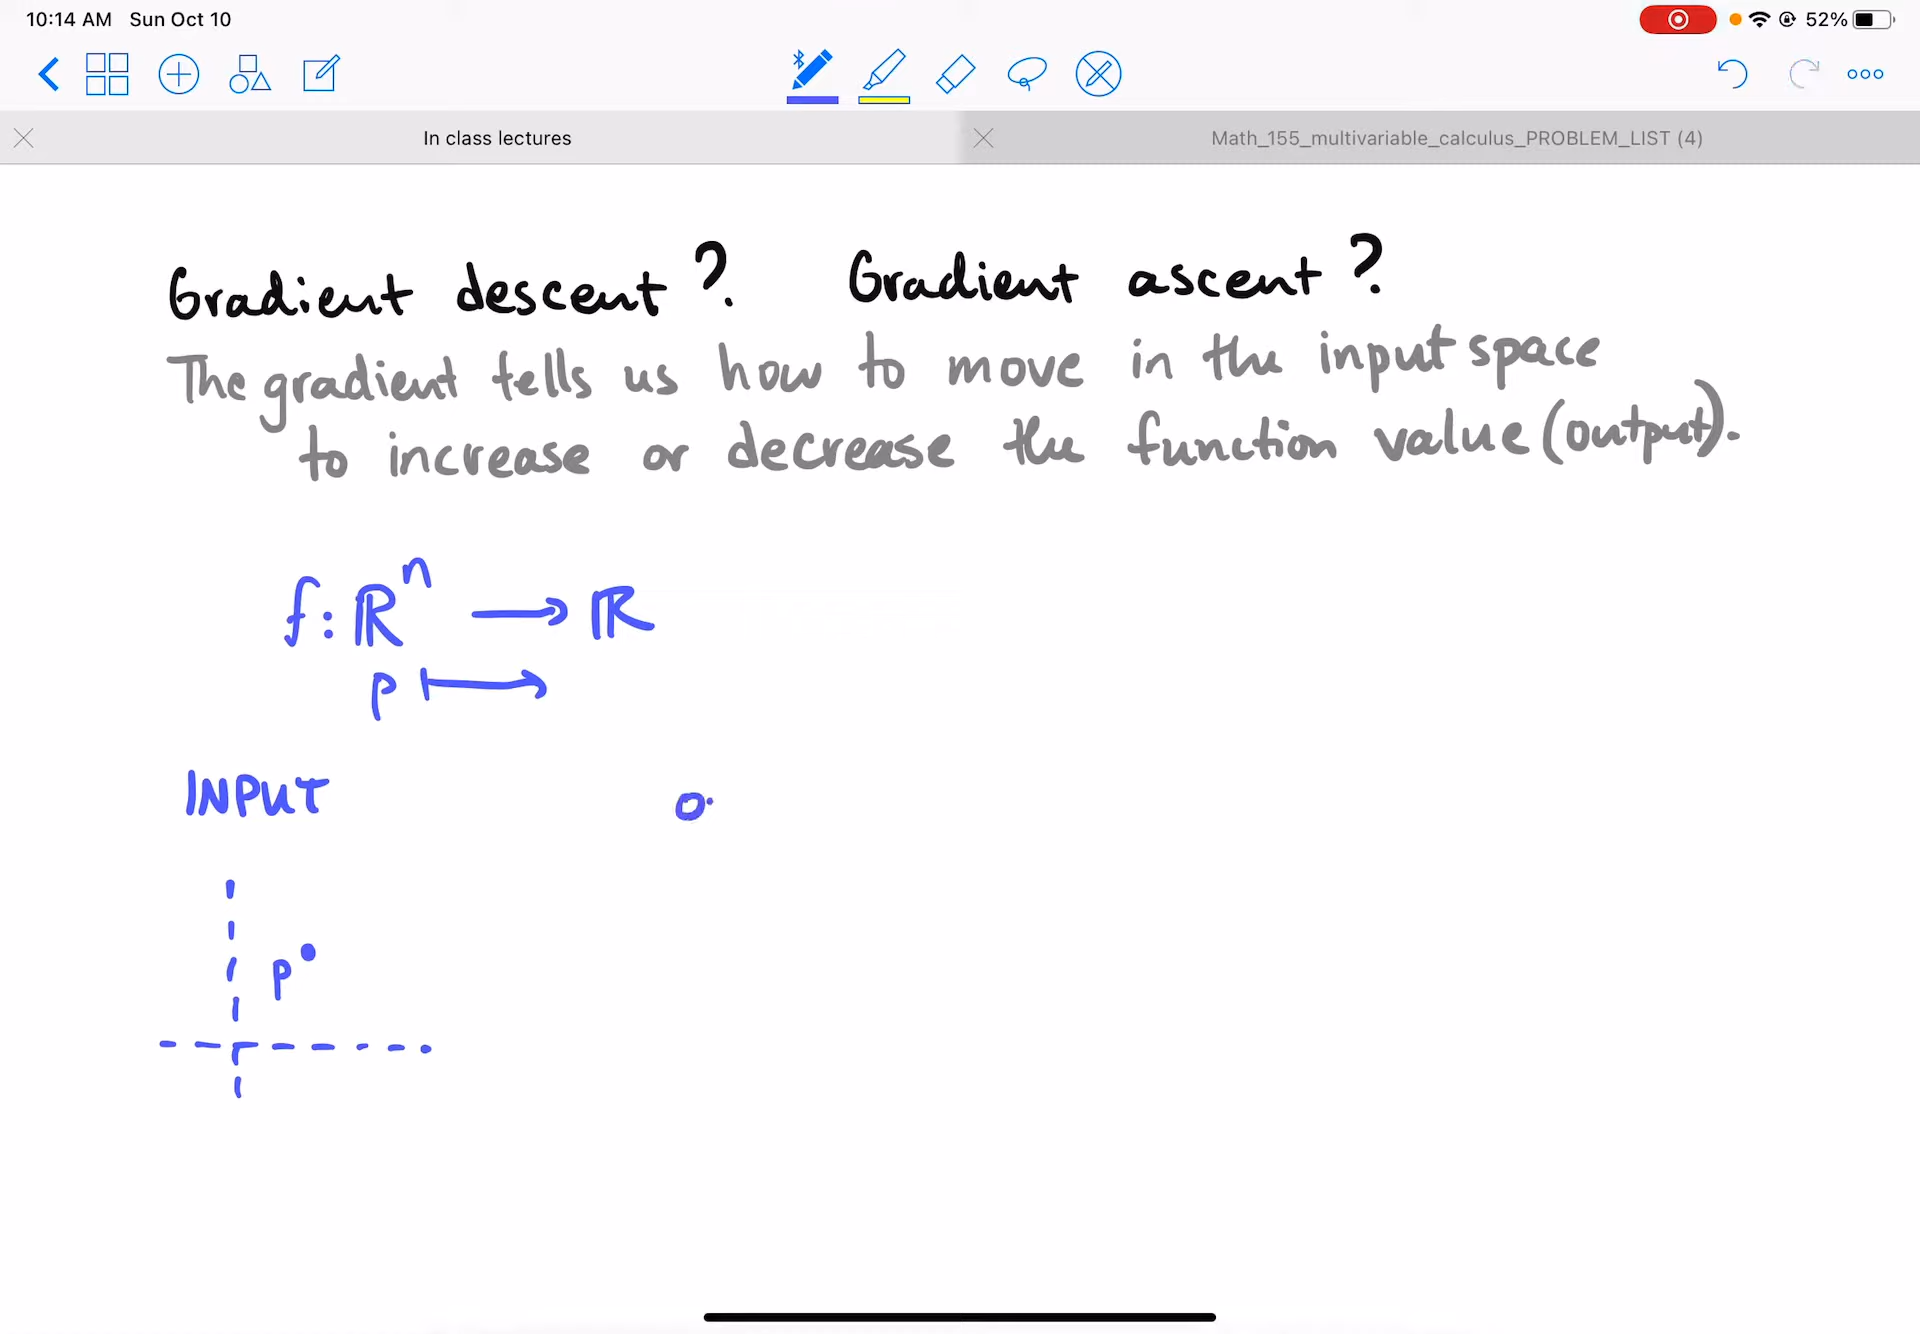 10:14 AM Sun Oct 10 52%
In class lectures Math_155_multivariable_calculus_PROBLEM_LIST (4)
Gradient descent? Gradient ascent?
The gradient tells us how to move in the input space
to increase or decrease the function value (output).
f: ℝⁿ → ℝ
p ↦
INPUT O
p